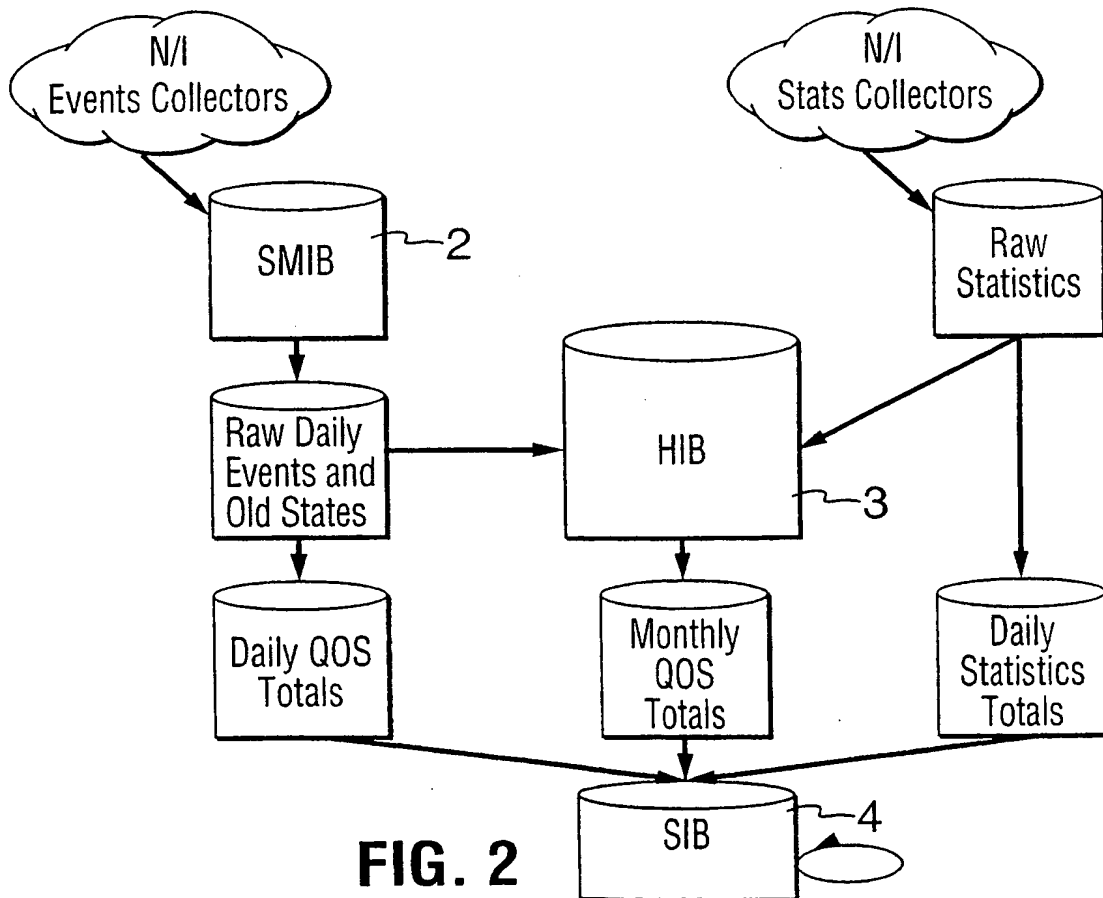 N/I
Events Collectors
N/I
Stats Collectors
SMIB
2
Raw
Statistics
Raw Daily
Events and
Old States
HIB
3
Daily QOS
Totals
Monthly
QOS
Totals
Daily
Statistics
Totals
SIB
4
FIG. 2